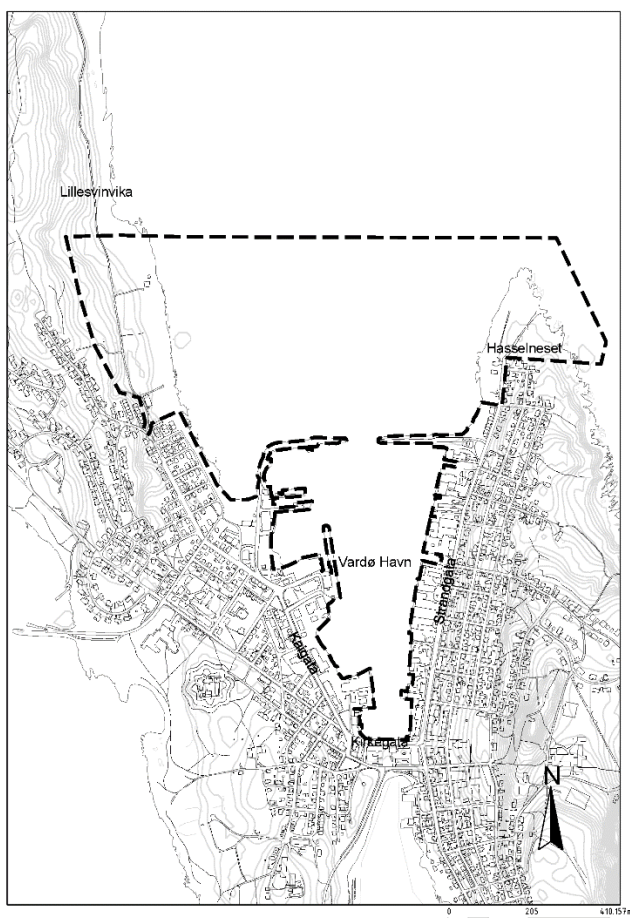 Lillesvinvika
Hasselneset
Vardø Havn
Strandgata
Kaigata
Kirkegata
N
0 205 410.157m